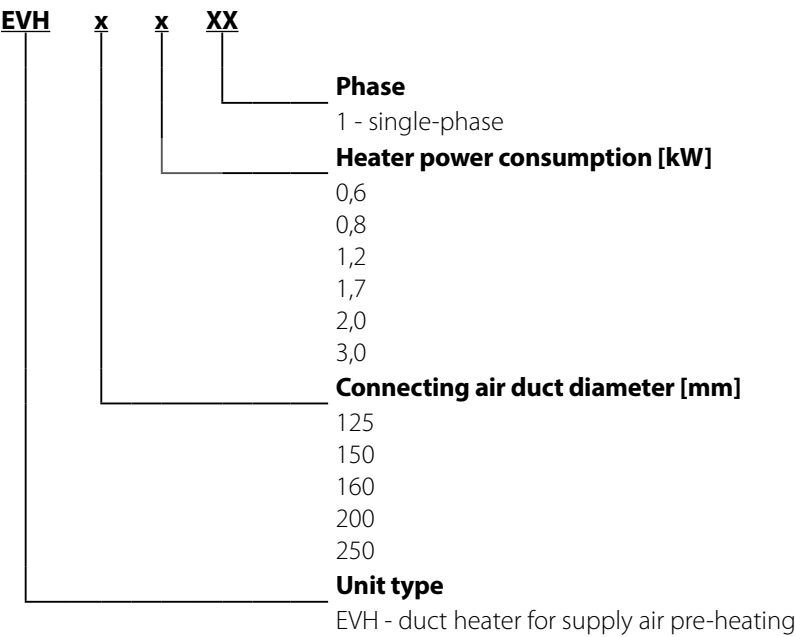 EVH x x XX
Phase
1 - single-phase
Heater power consumption [kW]
0,6
0,8
1,2
1,7
2,0
3,0
Connecting air duct diameter [mm]
125
150
160
200
250
Unit type
EVH - duct heater for supply air pre-heating